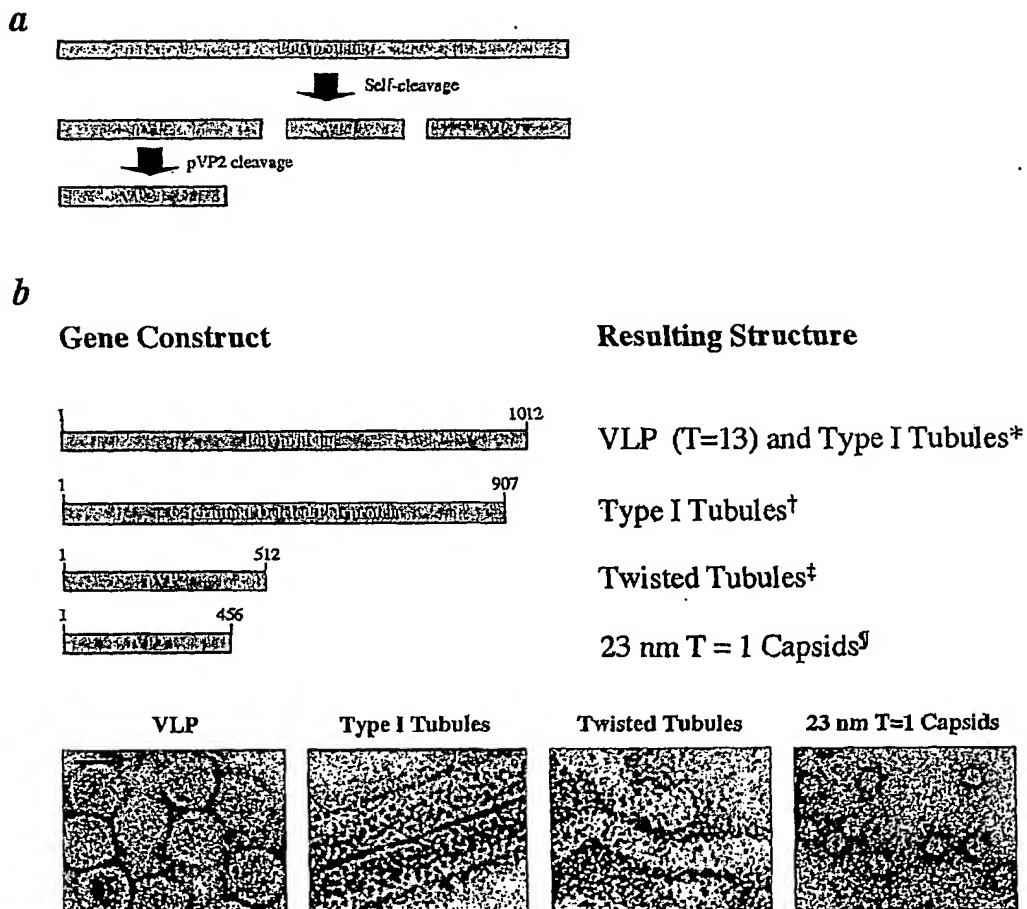 a
Self-cleavage
pVP2 cleavage
b
Gene Construct
Resulting Structure
1 1012
VLP (T=13) and Type I Tubules*
1 907
Type I Tubules†
1 512
Twisted Tubules‡
1 456
23 nm T = 1 Capsids¶
VLP
Type I Tubules
Twisted Tubules
23 nm T=1 Capsids